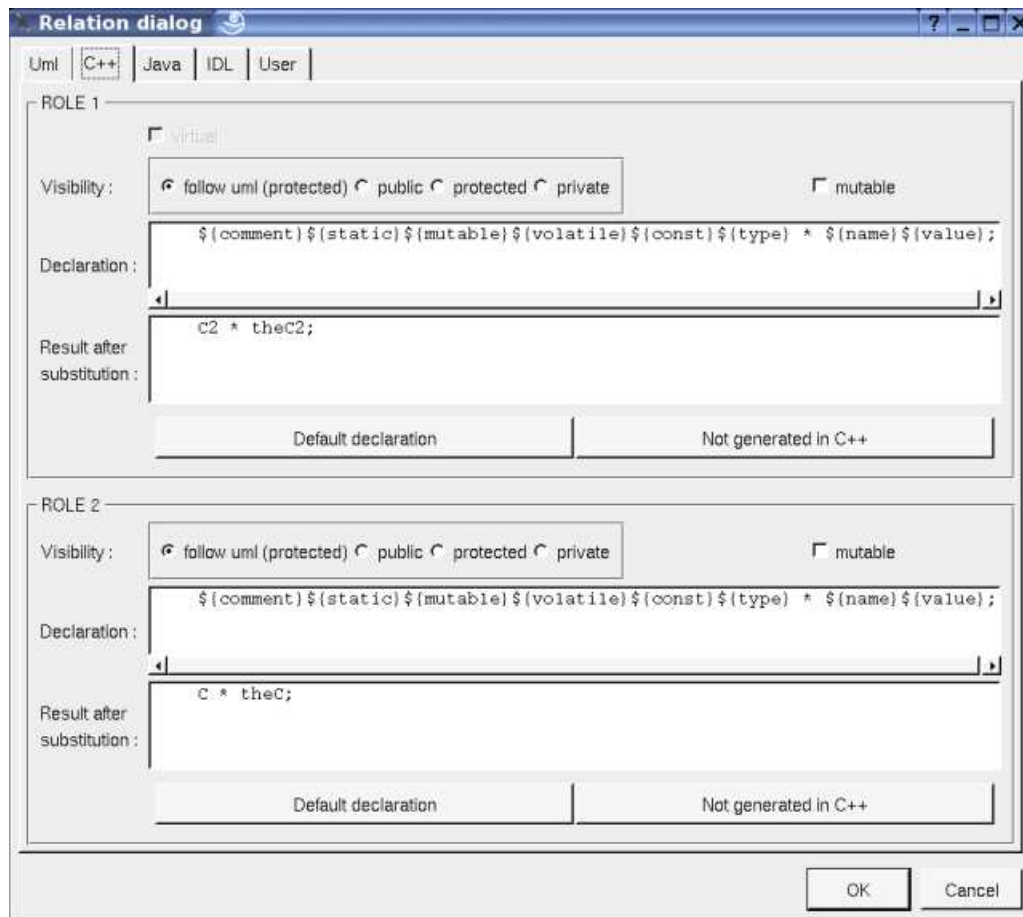 Relation dialog
Uml C++ Java IDL User
ROLE 1
virtual
Visibility : follow uml (protected) public protected private mutable
${comment}${static}${mutable}${volatile}${const}${type} * ${name}${value};
Declaration :
C2 * theC2;
Result after
substitution :
Default declaration Not generated in C++
ROLE 2
Visibility : follow uml (protected) public protected private mutable
${comment}${static}${mutable}${volatile}${const}${type} * ${name}${value};
Declaration :
C * theC;
Result after
substitution :
Default declaration Not generated in C++
OK Cancel